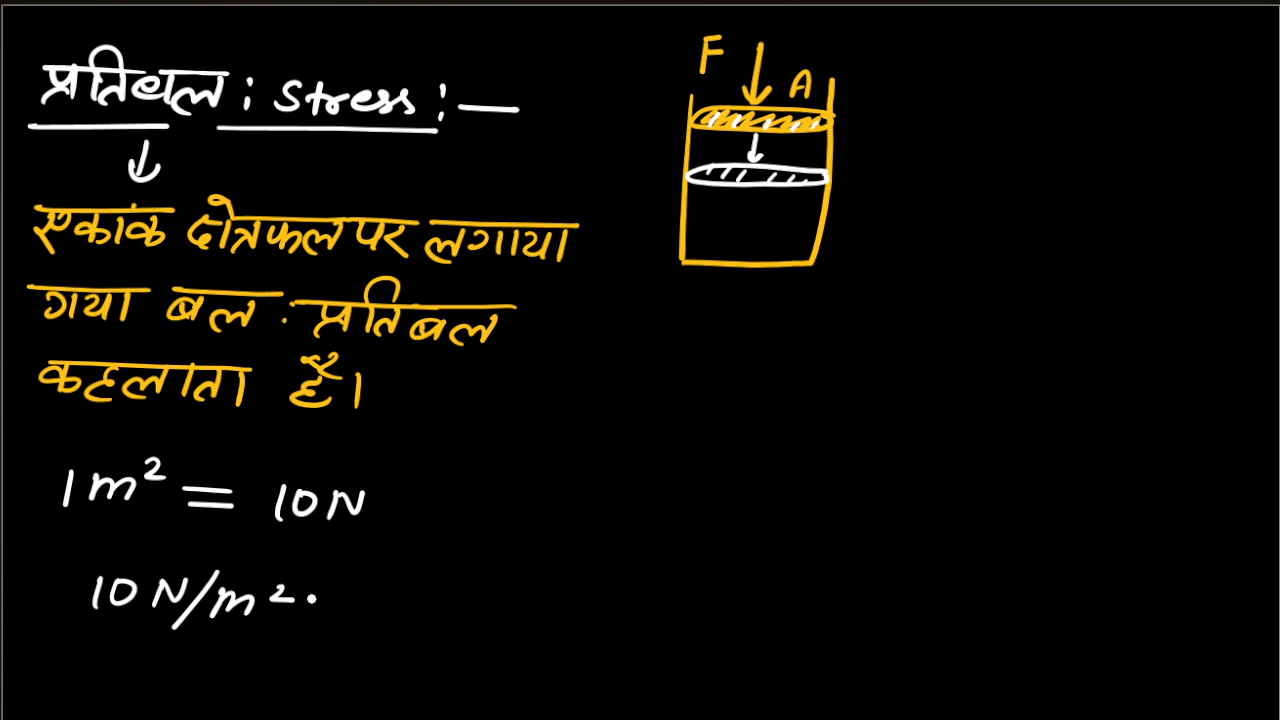 प्रतिबल : Stress :—
एकांक क्षेत्रफल पर लगाया
गया बल : प्रतिबल
कहलाता है।
1m² = 10N
10 N/m².
F
A